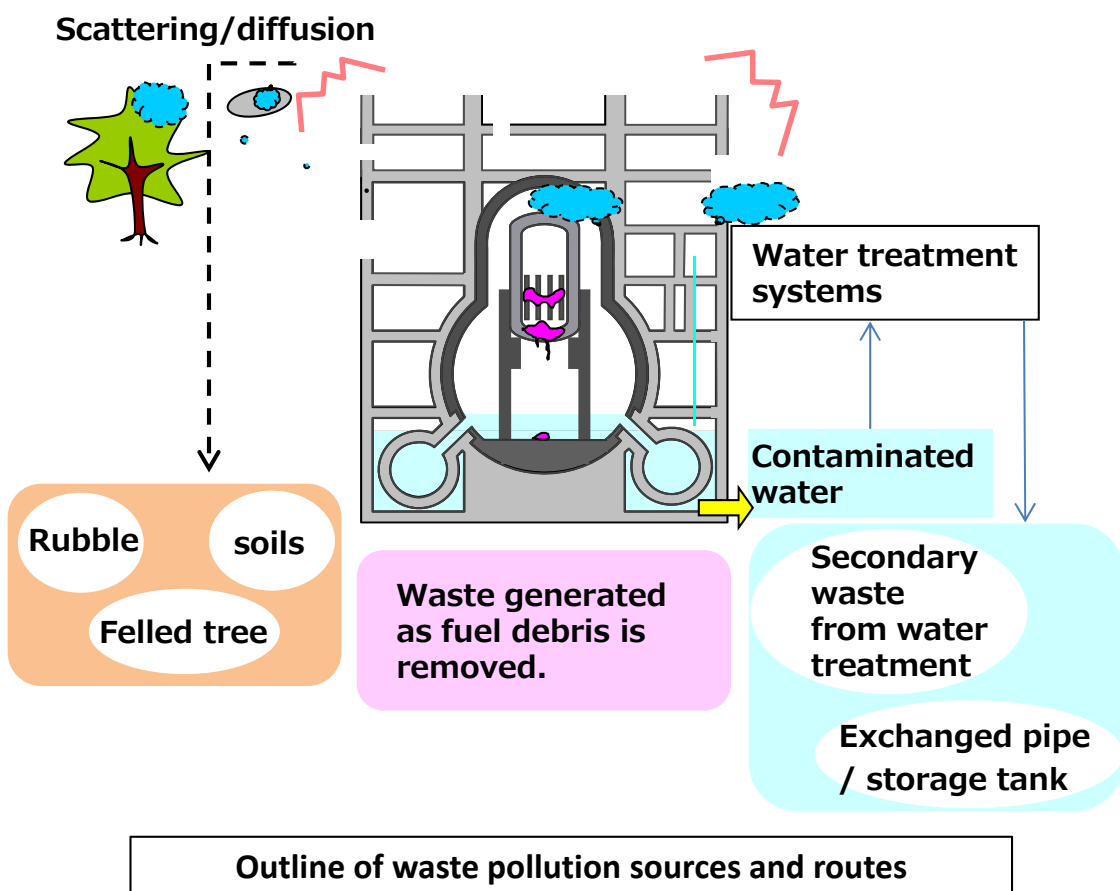 Scattering/diffusion
Water treatment
systems
Contaminated
water
Rubble
soils
Felled tree
Waste generated
as fuel debris is
removed.
Secondary
waste
from water
treatment
Exchanged pipe
/ storage tank
Outline of waste pollution sources and routes